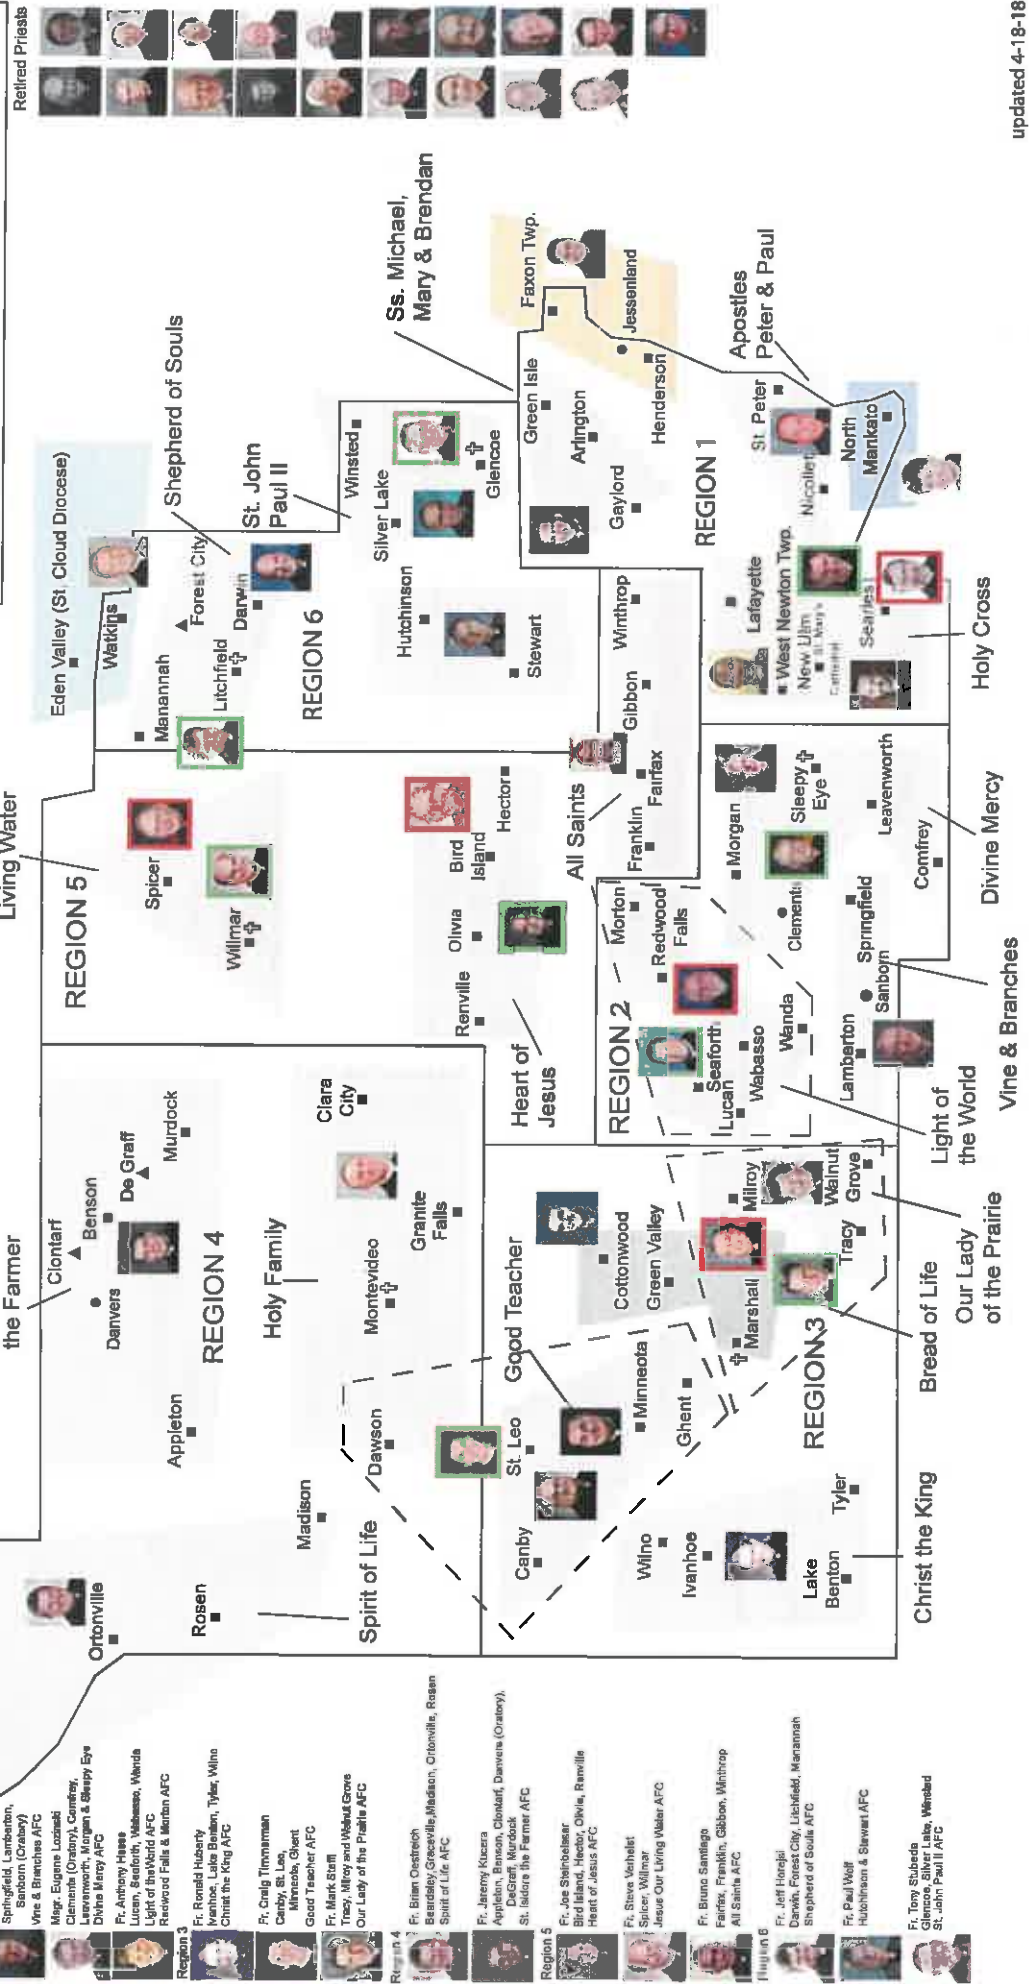 Retired Priests
updated 4-18-18
Springfield, Lamberton,
Sanborn (Oratory)
Vine & Branches AFC
Msgr. Eugene Lozinski
Clements (Oratory), Comfrey,
Leavenworth, Morgan & Sleepy Eye
Divine Mercy AFC
Fr. Anthony Hesse
Lucan, Seaforth, Wabasso, Wanda
Light of the World AFC
Redwood Falls & Morton AFC
Region 3
Fr. Ronald Huberty
Ivanhoe, Lake Benton, Tyler, Wilno
Christ the King AFC
Fr. Craig Timmerman
Canby, St. Leo,
Minneota, Ghent
Good Teacher AFC
Fr. Mark Steffl
Tracy, Milroy and Walnut Grove
Our Lady of the Prairie AFC
Region 4
Fr. Brian Oestreich
Beardsley, Graceville, Madison, Ortonville, Rosen
Spirit of Life AFC
Fr. Jeremy Kucera
Appleton, Benson, Clontarf, Danvers (Oratory),
DeGraff, Murdock
St. Isidore the Farmer AFC
Region 5
Fr. Joe Steinbeisser
Bird Island, Hector, Olivia, Renville
Heart of Jesus AFC
Fr. Steve Verhelst
Spicer, Willmar
Jesus Our Living Water AFC
Fr. Bruno Santiago
Fairfax, Franklin, Gibbon, Winthrop
All Saints AFC
Region 6
Fr. Jeff Horejsi
Darwin, Forest City, Litchfield, Manannah
Shepherd of Souls AFC
Fr. Paul Wolf
Hutchinson & Stewart AFC
Fr. Tony Stubeda
Glencoe, Silver Lake, Winsted
St. John Paul II AFC
the Farmer
Clontarf
Benson
De Graff
Murdock
Danvers
REGION 4
Appleton
Holy Family
Clara
City
Montevideo
Granite
Falls
Dawson
Madison
Ortonville
Rosen
Spirit of Life
Living Water
REGION 5
Spicer
Willmar
Bird
Island
Hector
Olivia
Renville
Heart of
Jesus
All Saints
Eden Valley (St. Cloud Diocese)
Watkins
Manannah
Forest City
Litchfield
Darwin
Shepherd of Souls
REGION 6
St. John
Paul II
Winsted
Silver Lake
Glencoe
Hutchinson
Stewart
Ss. Michael,
Mary & Brendan
Faxon Twp.
Jessenland
Green Isle
Arlington
Henderson
Gaylord
REGION 1
Apostles
Peter & Paul
St. Peter
North
Mankato
Nicollet
Lafayette
West Newton Twp.
New Ulm
St. Mary's
Cathedral
Searles
Holy Cross
Winthrop
Gibbon
Fairfax
Franklin
Morton
Redwood
Falls
REGION 2
Seaforth
Lucan
Wabasso
Wanda
Morgan
Sleepy
Eye
Clements
Leavenworth
Comfrey
Springfield
Sanborn
Lamberton
Divine Mercy
Vine & Branches
Light of
the World
Good Teacher
Cottonwood
Green Valley
Milroy
Walnut
Grove
Tracy
Marshall
REGION 3
Our Lady
of the Prairie
Bread of Life
Minneota
Ghent
St. Leo
Canby
Wilno
Ivanhoe
Lake
Benton
Tyler
Christ the King